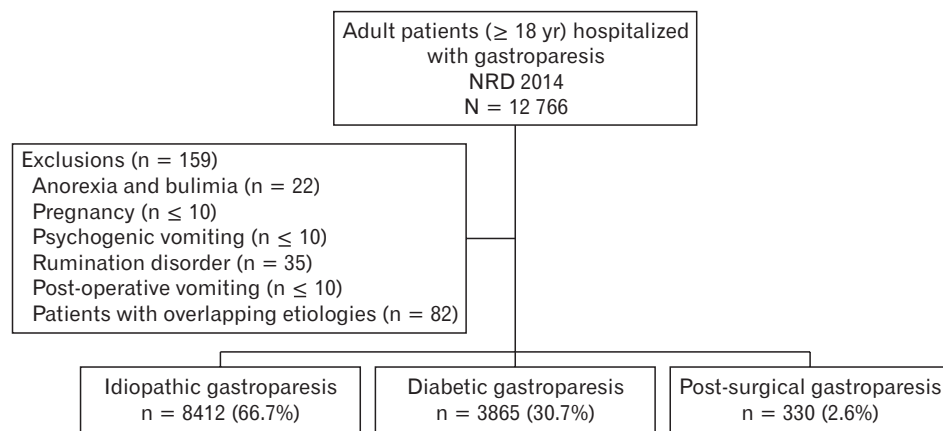 Adult patients (≥ 18 yr) hospitalized
with gastroparesis
NRD 2014
N = 12 766
Exclusions (n = 159)
Anorexia and bulimia (n = 22)
Pregnancy (n ≤ 10)
Psychogenic vomiting (n ≤ 10)
Rumination disorder (n = 35)
Post-operative vomiting (n ≤ 10)
Patients with overlapping etiologies (n = 82)
Idiopathic gastroparesis
n = 8412 (66.7%)
Diabetic gastroparesis
n = 3865 (30.7%)
Post-surgical gastroparesis
n = 330 (2.6%)